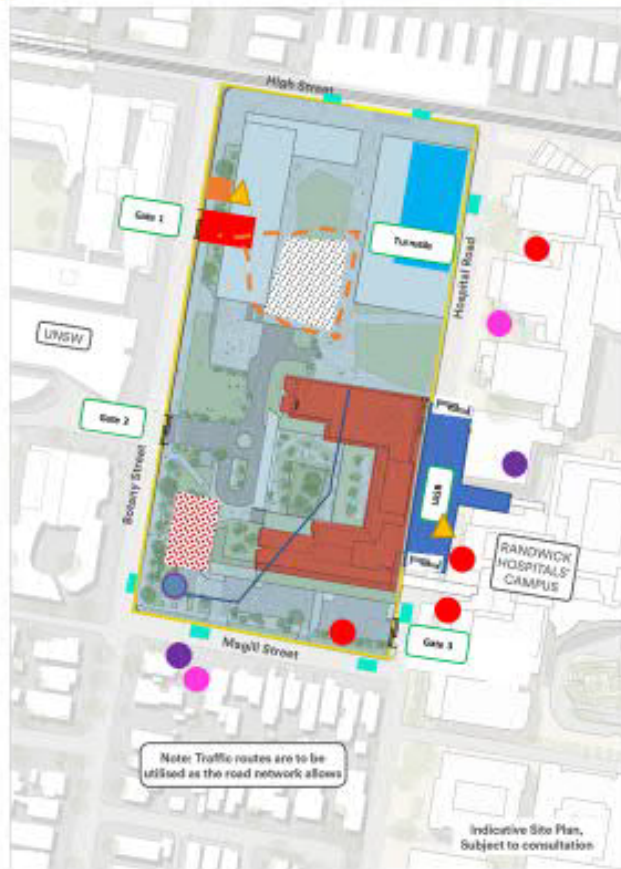 High Street
Gate 1
Turnstile
Hospital Road
UNSW
Gate 2
Botany Street
UGR
RANDWICK
HOSPITALS'
CAMPUS
Gate 3
Magill Street
Note: Traffic routes are to be
utilised as the road network allows
Indicative Site Plan,
Subject to consultation